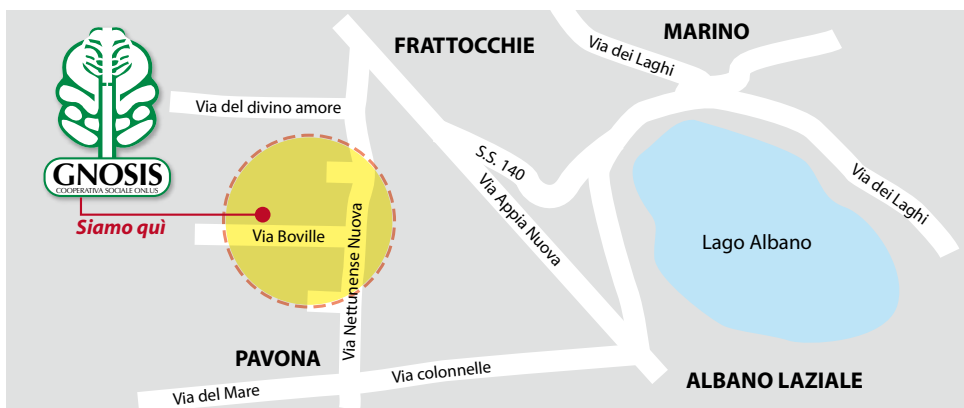 FRATTOCCHIE
MARINO
Via dei Laghi
Via del divino amore
S.S. 140
GNOSIS
COOPERATIVA SOCIALE ONLUS
Via Appia Nuova
Via dei Laghi
Siamo quì
Via Boville
Lago Albano
Via Nettunense Nuova
PAVONA
Via colonnelle
Via del Mare
ALBANO LAZIALE